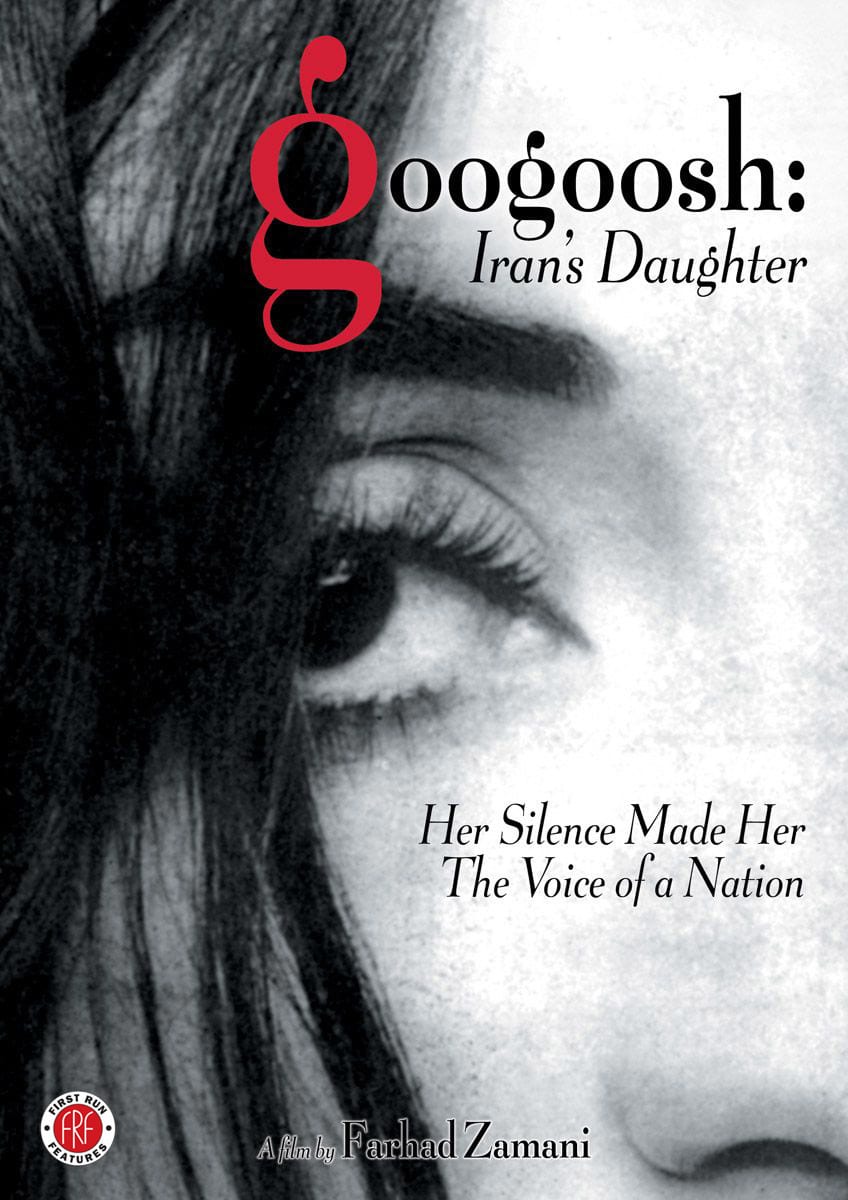 googoosh:
Iran's Daughter
Her Silence Made Her
The Voice of a Nation
FIRST RUN
FRF
FEATURES
A film by Farhad Zamani